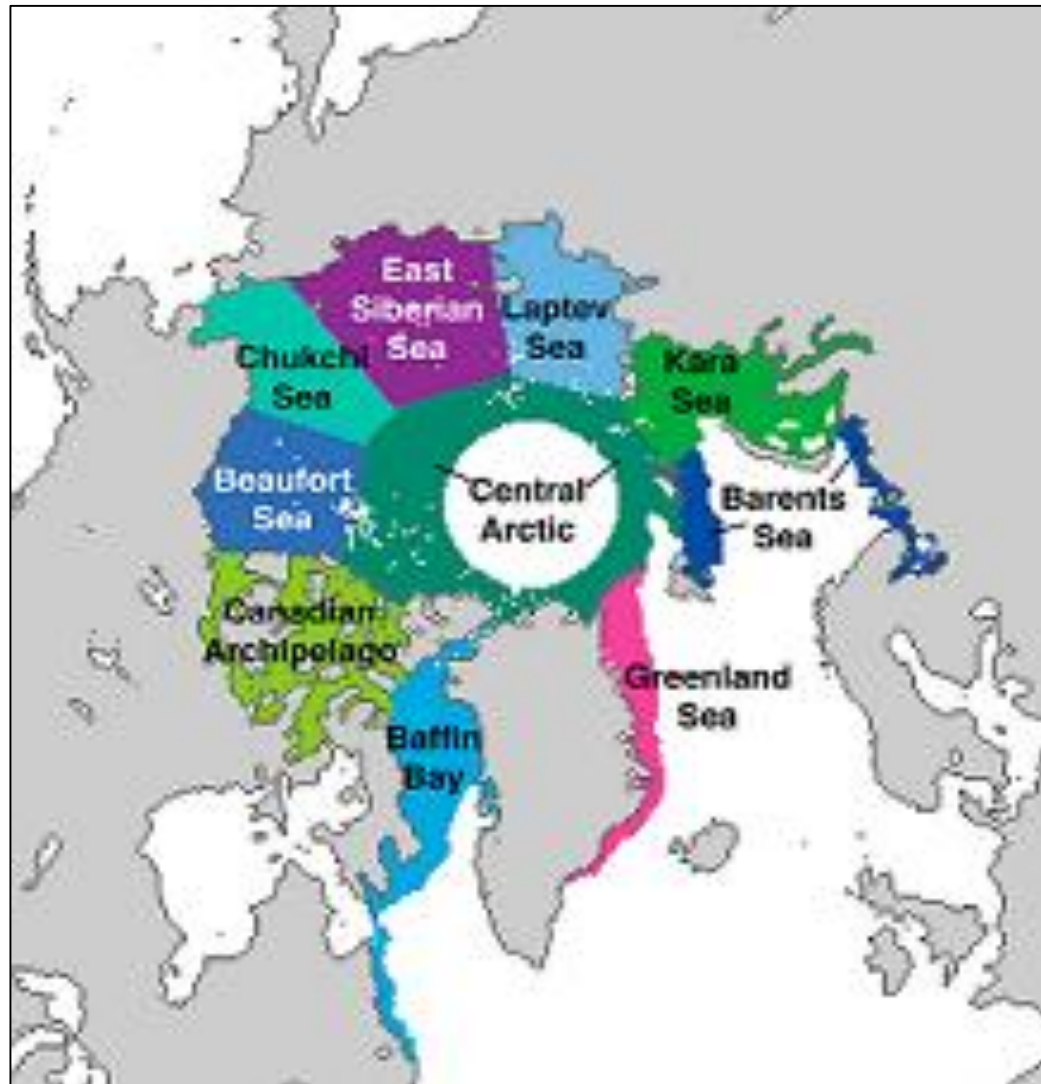 East
Siberian
Sea
Laptev
Sea
Chukchi
Sea
Kara
Sea
Beaufort
Sea
Central
Arctic
Barents
Sea
Canadian
Archipelago
Greenland
Sea
Baffin
Bay